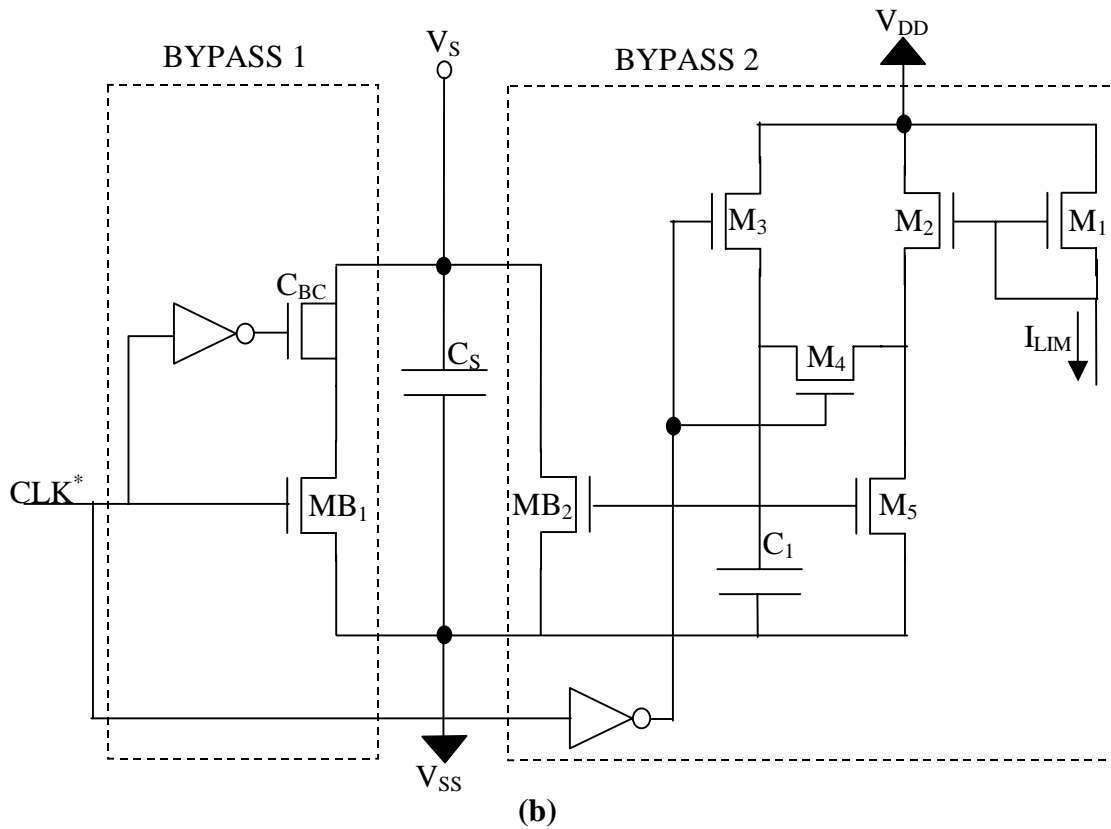 BYPASS 1
V_S
BYPASS 2
V_DD
C_BC
C_S
M_3
M_2
M_1
M_4
I_LIM
CLK*
MB_1
MB_2
M_5
C_1
V_SS
(b)